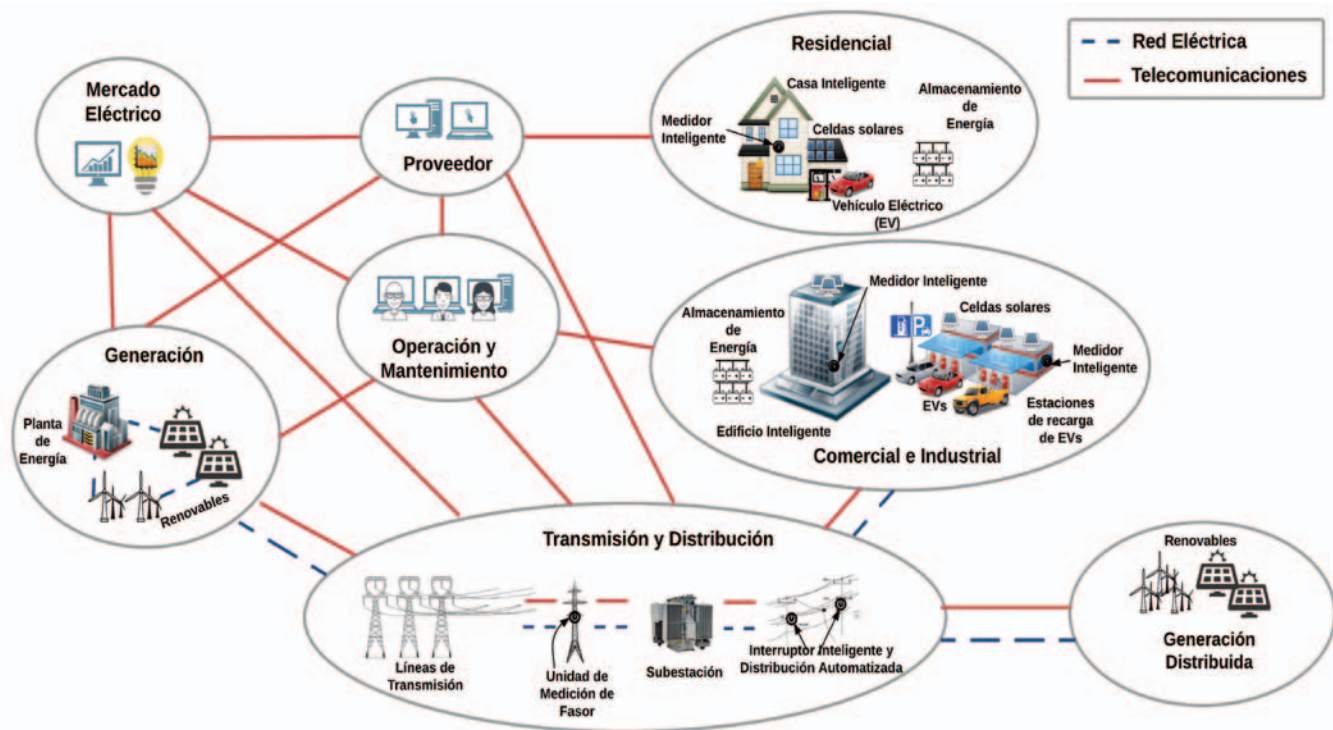 Red Eléctrica
Telecomunicaciones
Mercado
Eléctrico
Proveedor
Residencial
Casa Inteligente
Almacenamiento
de
Energía
Medidor
Inteligente
Celdas solares
Vehículo Eléctrico
(EV)
Operación y
Mantenimiento
Medidor Inteligente
Almacenamiento
de
Energía
Celdas solares
P
Medidor
Inteligente
EVs
Estaciones
de recarga
de EVs
Edificio Inteligente
Comercial e Industrial
Generación
Planta
de
Energía
Renovables
Transmisión y Distribución
Líneas de
Transmisión
Unidad de
Medición de
Fasor
Subestación
Interruptor Inteligente y
Distribución Automatizada
Renovables
Generación
Distribuida